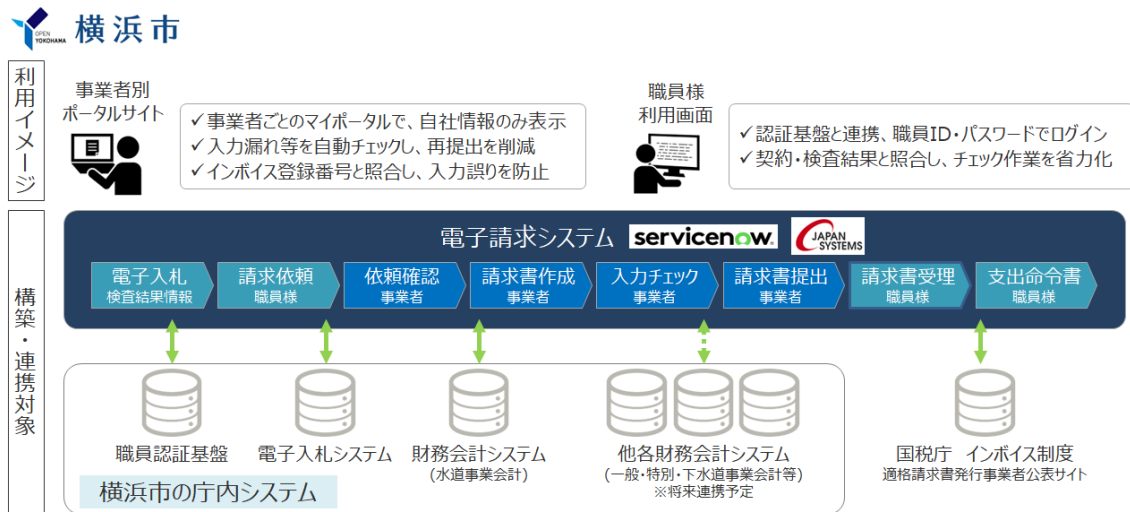 OPEN
YOKOHAMA
横浜市
利用イメージ
事業者別
ポータルサイト
✓事業者ごとのマイポータルで、自社情報のみ表示
✓入力漏れ等を自動チェックし、再提出を削減
✓インボイス登録番号と照合し、入力誤りを防止
職員様
利用画面
✓認証基盤と連携、職員ID・パスワードでログイン
✓契約・検査結果と照合し、チェック作業を省力化
構築・連携対象
電子請求システム
servicenow.
JAPAN
SYSTEMS
電子入札
検査結果情報
請求依頼
職員様
依頼確認
事業者
請求書作成
事業者
入力チェック
事業者
請求書提出
事業者
請求書受理
職員様
支出命令書
職員様
職員認証基盤
電子入札システム
財務会計システム
(水道事業会計)
他各財務会計システム
(一般・特別・下水道事業会計等)
※将来連携予定
国税庁 インボイス制度
適格請求書発行事業者公表サイト
横浜市の庁内システム